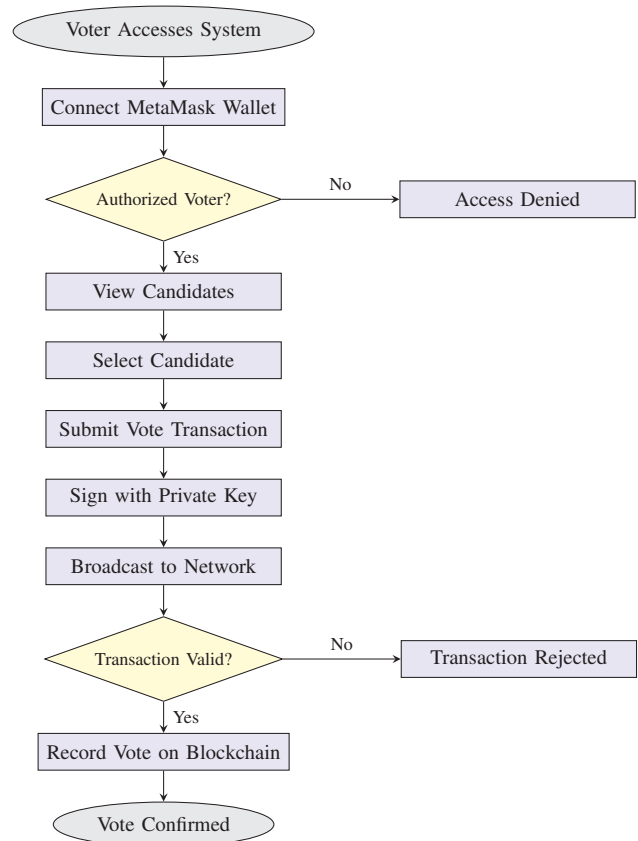 Voter Accesses System
Connect MetaMask Wallet
Authorized Voter?
No
Access Denied
Yes
View Candidates
Select Candidate
Submit Vote Transaction
Sign with Private Key
Broadcast to Network
Transaction Valid?
No
Transaction Rejected
Yes
Record Vote on Blockchain
Vote Confirmed